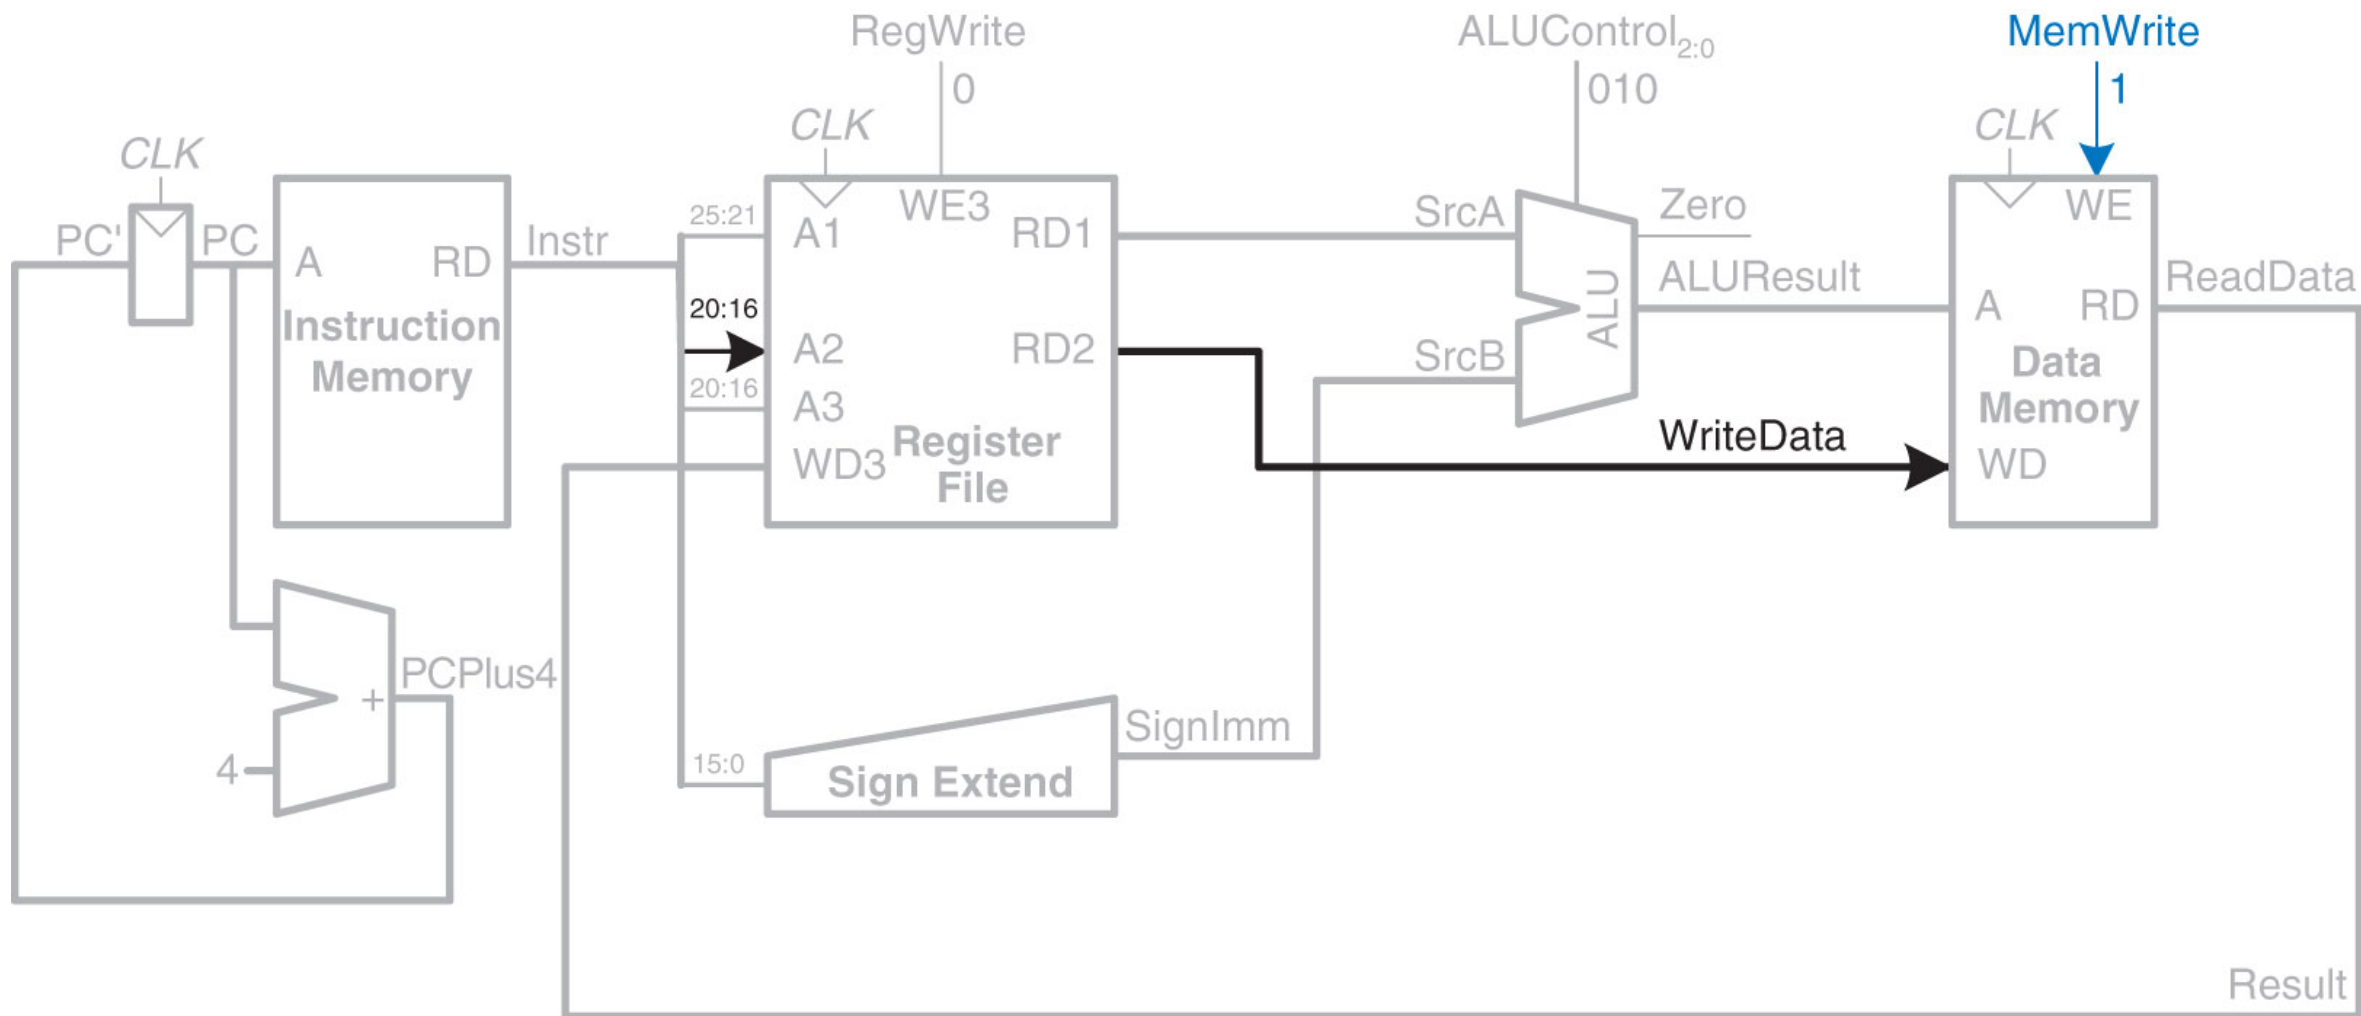 RegWrite
ALUControl2:0
MemWrite
0
010
1
CLK
CLK
CLK
PC'
PC
A
RD
Instruction
Memory
Instr
25:21
20:16
20:16
15:0
A1
WE3
RD1
A2
RD2
A3
WD3
Register
File
SrcA
SrcB
ALU
Zero
ALUResult
WriteData
WE
A
RD
Data
Memory
WD
ReadData
PCPlus4
+
4
SignImm
Sign Extend
Result